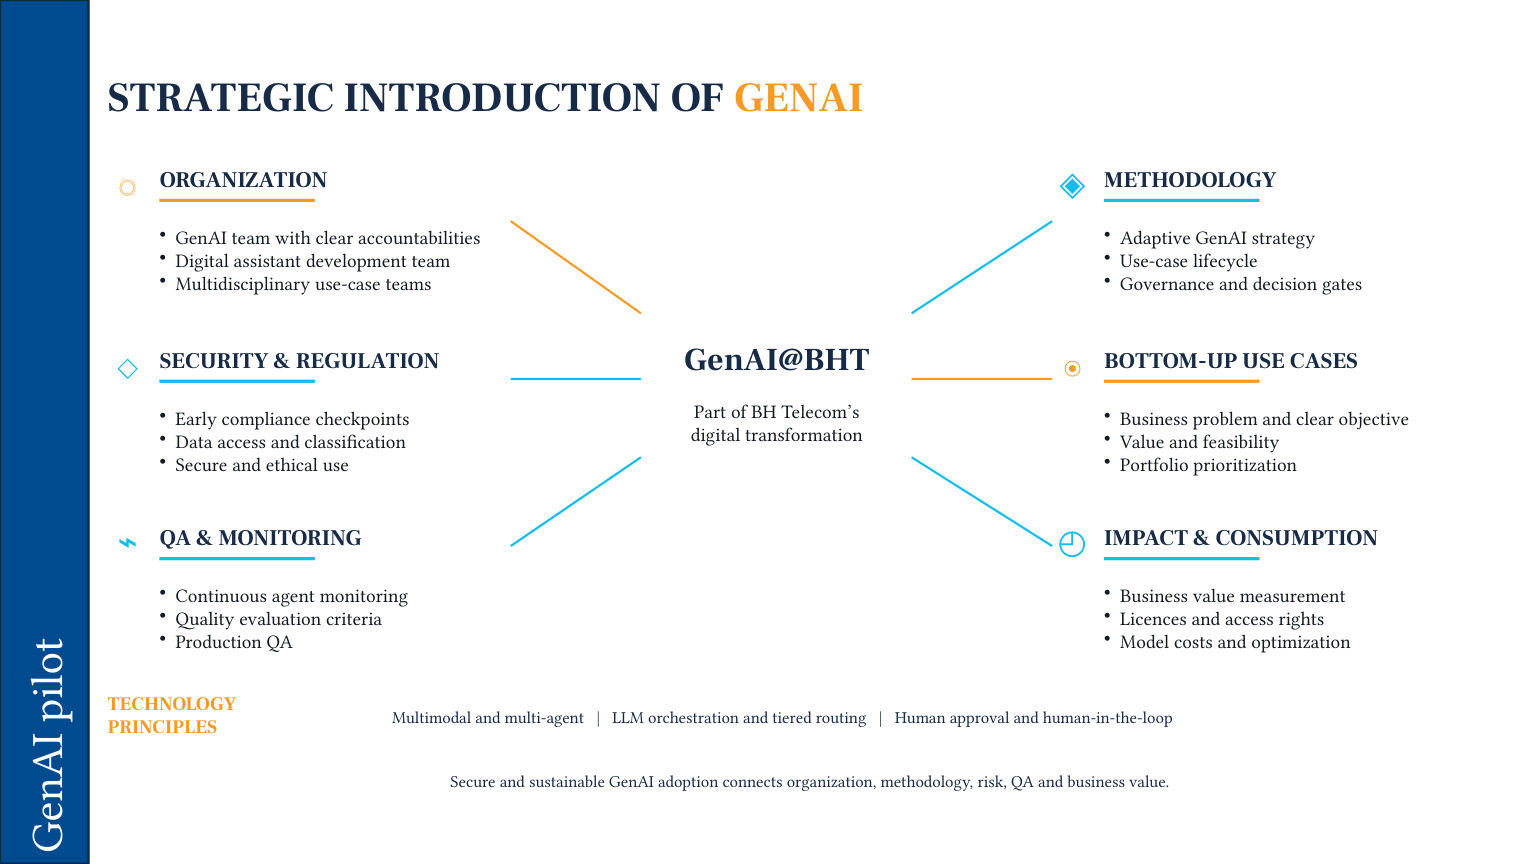 STRATEGIC INTRODUCTION OF GENAI
ORGANIZATION
• GenAI team with clear accountabilities
• Digital assistant development team
• Multidisciplinary use-case teams
SECURITY & REGULATION
• Early compliance checkpoints
• Data access and classification
• Secure and ethical use
QA & MONITORING
• Continuous agent monitoring
• Quality evaluation criteria
• Production QA
GenAI@BHT
Part of BH Telecom’s
digital transformation
METHODOLOGY
• Adaptive GenAI strategy
• Use-case lifecycle
• Governance and decision gates
BOTTOM-UP USE CASES
• Business problem and clear objective
• Value and feasibility
• Portfolio prioritization
IMPACT & CONSUMPTION
• Business value measurement
• Licences and access rights
• Model costs and optimization
TECHNOLOGY
PRINCIPLES
Multimodal and multi-agent | LLM orchestration and tiered routing | Human approval and human-in-the-loop
Secure and sustainable GenAI adoption connects organization, methodology, risk, QA and business value.
GenAI pilot